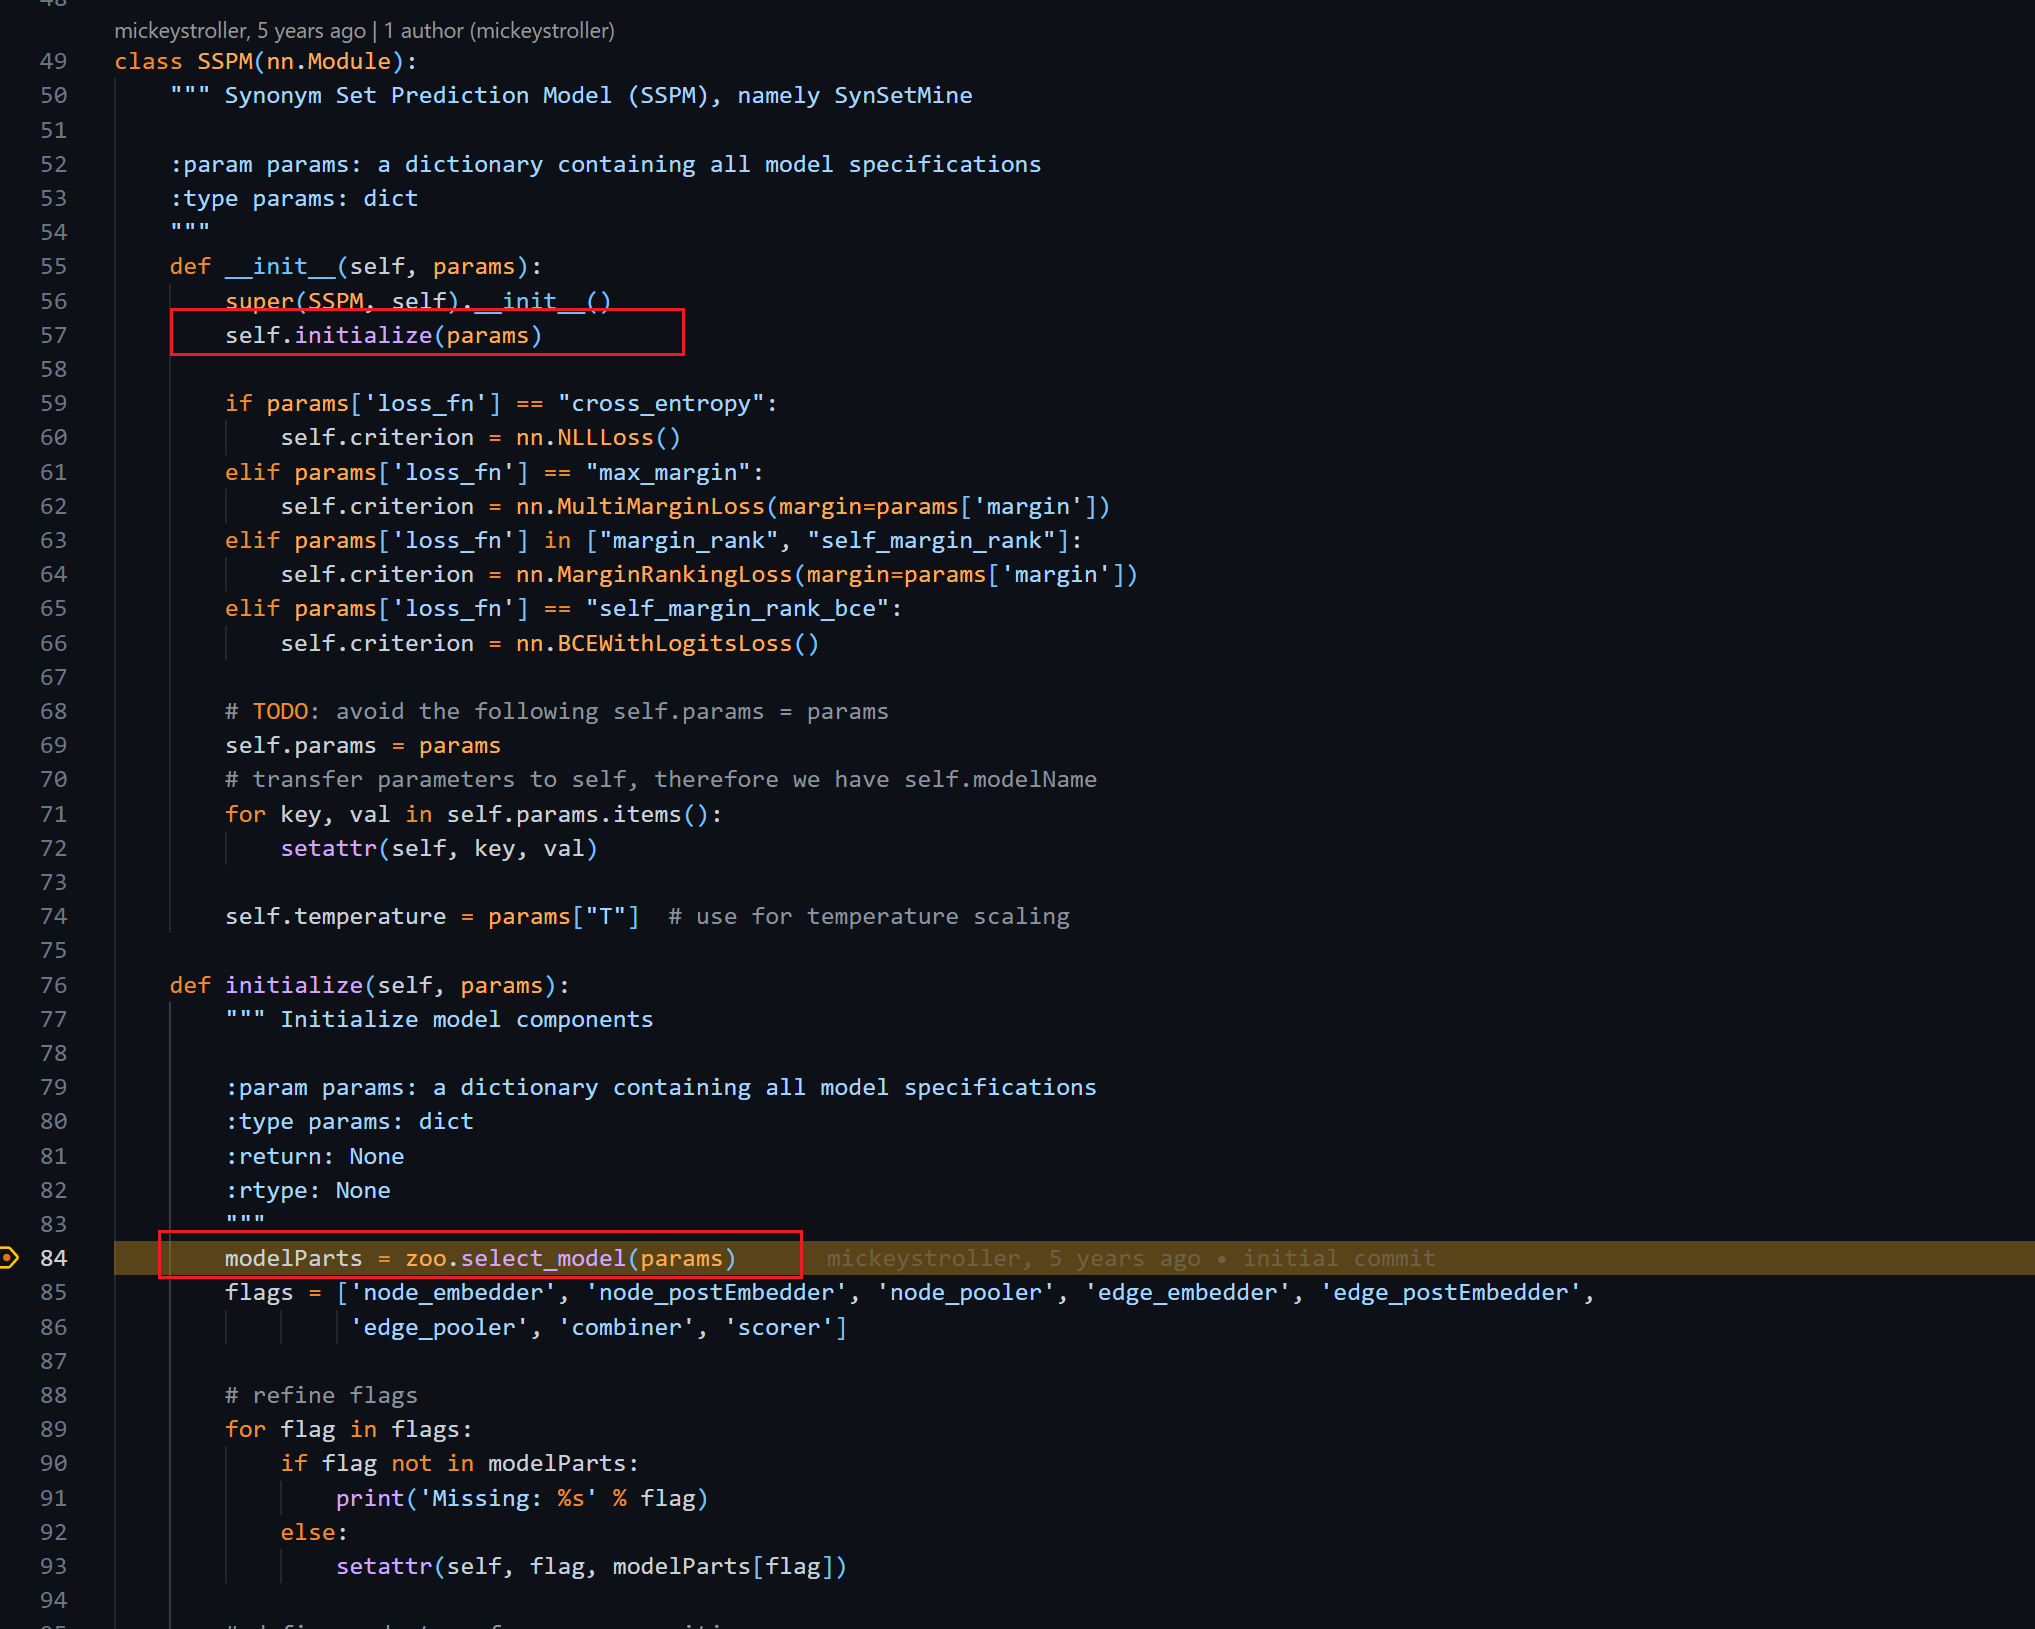 mickeystroller, 5 years ago | 1 author (mickeystroller)
49 class SSPM(nn.Module):
50     """ Synonym Set Prediction Model (SSPM), namely SynSetMine
51
52     :param params: a dictionary containing all model specifications
53     :type params: dict
54     """
55     def __init__(self, params):
56         super(SSPM, self).__init__()
57         self.initialize(params)
58
59         if params['loss_fn'] == "cross_entropy":
60             self.criterion = nn.NLLLoss()
61         elif params['loss_fn'] == "max_margin":
62             self.criterion = nn.MultiMarginLoss(margin=params['margin'])
63         elif params['loss_fn'] in ["margin_rank", "self_margin_rank"]:
64             self.criterion = nn.MarginRankingLoss(margin=params['margin'])
65         elif params['loss_fn'] == "self_margin_rank_bce":
66             self.criterion = nn.BCEWithLogitsLoss()
67
68         # TODO: avoid the following self.params = params
69         self.params = params
70         # transfer parameters to self, therefore we have self.modelName
71         for key, val in self.params.items():
72             setattr(self, key, val)
73
74         self.temperature = params["T"]  # use for temperature scaling
75
76     def initialize(self, params):
77         """ Initialize model components
78
79         :param params: a dictionary containing all model specifications
80         :type params: dict
81         :return: None
82         :rtype: None
83         """
84         modelParts = zoo.select_model(params)     mickeystroller, 5 years ago • initial commit
85         flags = ['node_embedder', 'node_postEmbedder', 'node_pooler', 'edge_embedder', 'edge_postEmbedder',
86                  'edge_pooler', 'combiner', 'scorer']
87
88         # refine flags
89         for flag in flags:
90             if flag not in modelParts:
91                 print('Missing: %s' % flag)
92             else:
93                 setattr(self, flag, modelParts[flag])
94